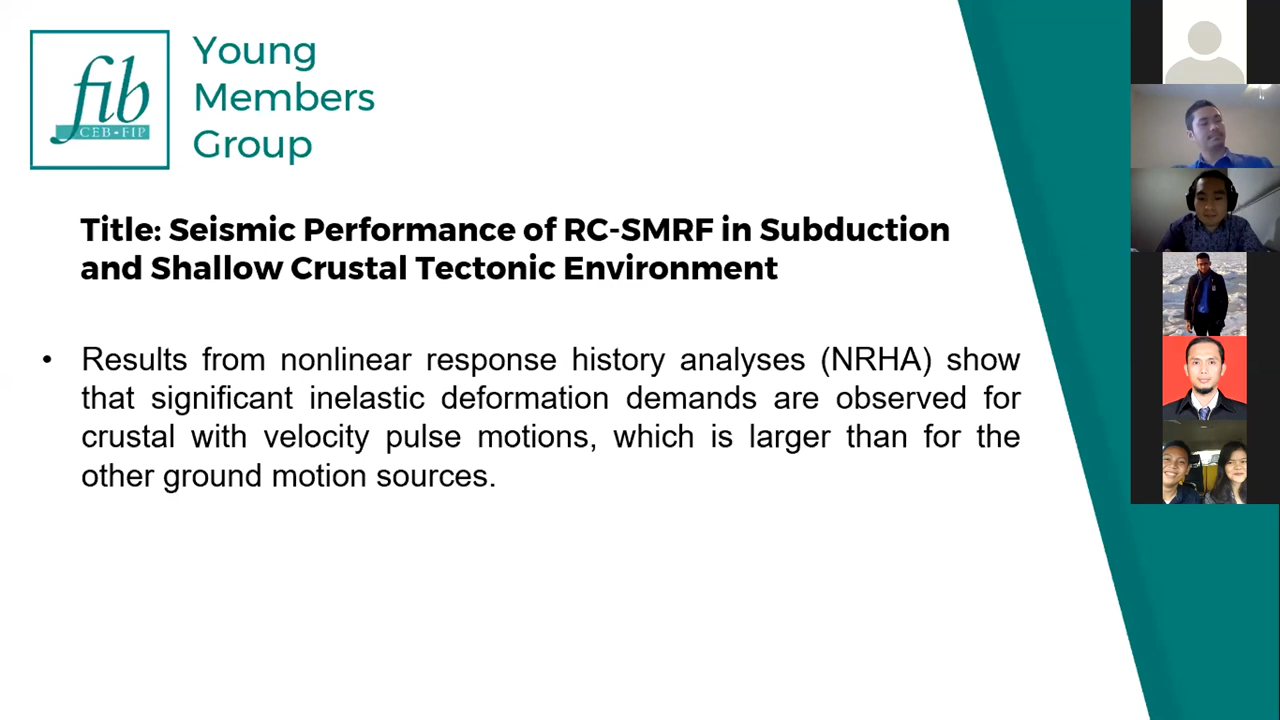 fib
CEB-FIP
Young
Members
Group
Title: Seismic Performance of RC-SMRF in Subduction
and Shallow Crustal Tectonic Environment
• Results from nonlinear response history analyses (NRHA) show
that significant inelastic deformation demands are observed for
crustal with velocity pulse motions, which is larger than for the
other ground motion sources.